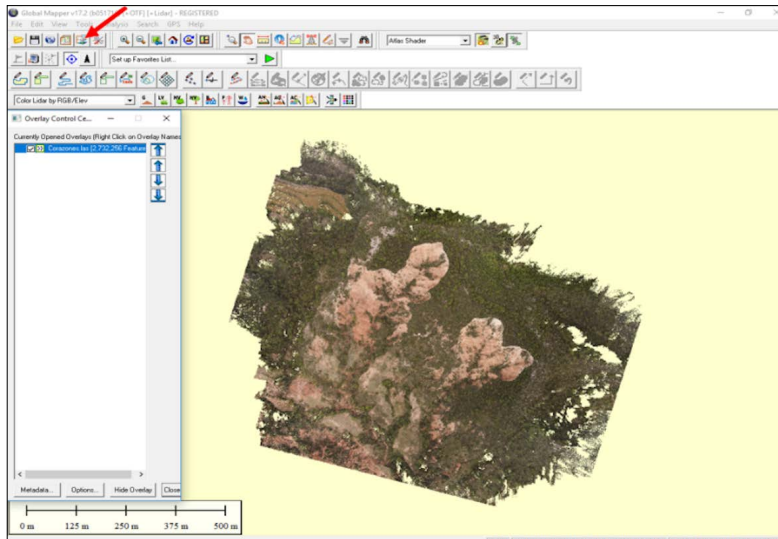 Global Mapper v17.2 (b0517 +OTF) [+Lidar] - REGISTERED
File Edit View Tools Analysis Search GPS Help
Atlas Shader
Set up Favorites List...
Color Lidar by RGB/Elev
Overlay Control Ce...
Currently Opened Overlays (Right Click on Overlay Names
Corazones.las [2,732,256 Feature
Metadata... Options... Hide Overlay Close
0 m 125 m 250 m 375 m 500 m